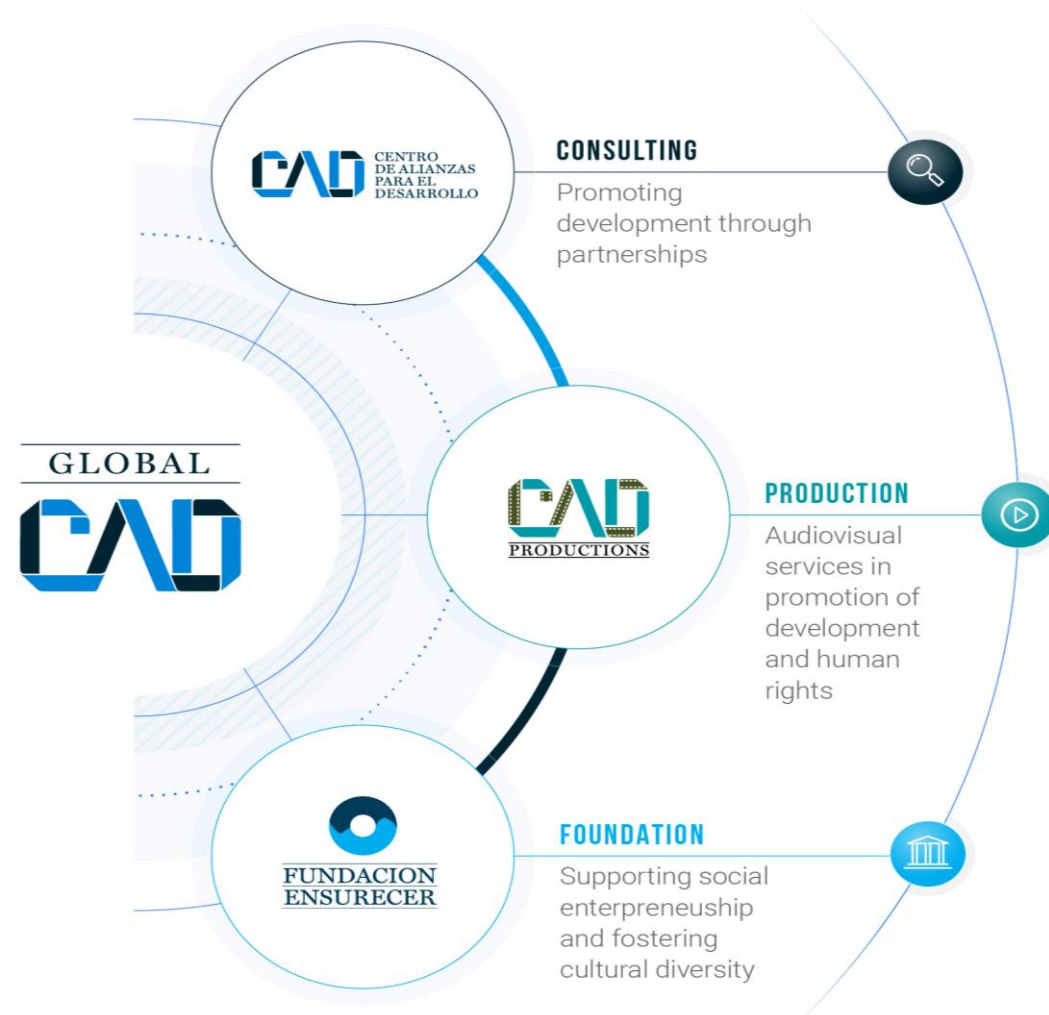 CAD
CENTRO
DE ALIANZAS
PARA EL
DESARROLLO
CONSULTING
Promoting
development through
partnerships
GLOBAL
CAD
CAD
PRODUCTIONS
PRODUCTION
Audiovisual
services in
promotion of
development
and human
rights
FUNDACION
ENSURECER
FOUNDATION
Supporting social
enterpreneuship
and fostering
cultural diversity